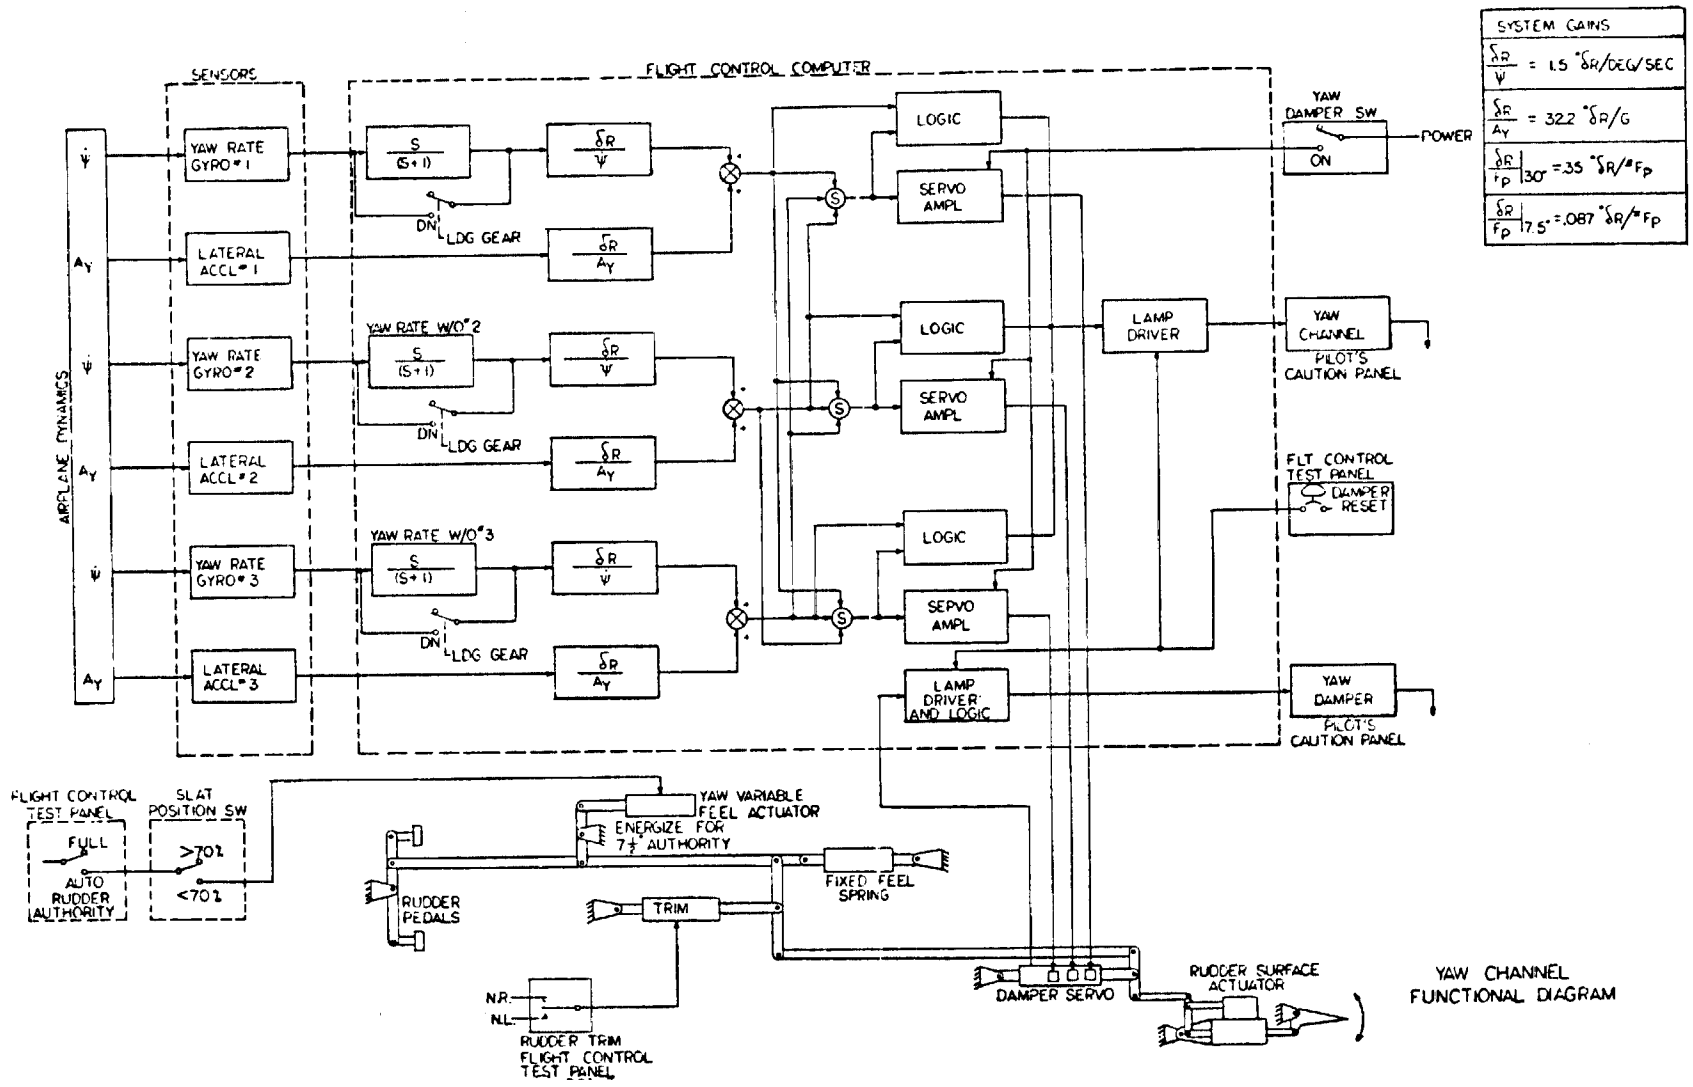 SYSTEM GAINS
δR/ψ̇ = 1.5 °δR/DEG/SEC
δR/AY = 322 °δR/G
δR/FP|30° = .35 °δR/#FP
δR/FP|7.5° = .087 °δR/#FP
SENSORS
FLIGHT CONTROL COMPUTER
AIRPLANE DYNAMICS
ψ̇
YAW RATE
GYRO#1
S
(S+1)
δR
ψ̇
LOGIC
YAW
DAMPER SW
POWER
ON
DN
LDG GEAR
S
SERVO
AMPL
AY
LATERAL
ACCL#1
δR
AY
ψ̇
YAW RATE
GYRO#2
YAW RATE W/O#2
S
(S+1)
δR
ψ̇
LOGIC
LAMP
DRIVER
YAW
CHANNEL
PILOT'S
CAUTION PANEL
DN
LDG GEAR
S
SERVO
AMPL
AY
LATERAL
ACCL#2
δR
AY
FLT CONTROL
TEST PANEL
DAMPER
RESET
ψ̇
YAW RATE
GYRO#3
YAW RATE W/O#3
S
(S+1)
δR
ψ̇
LOGIC
DN
LDG GEAR
S
SERVO
AMPL
AY
LATERAL
ACCL#3
δR
AY
LAMP
DRIVER
AND LOGIC
YAW
DAMPER
PILOT'S
CAUTION PANEL
FLIGHT CONTROL
TEST PANEL
FULL
AUTO
RUDDER
AUTHORITY
SLAT
POSITION SW
>70%
<70%
YAW VARIABLE
FEEL ACTUATOR
ENERGIZE FOR
7½° AUTHORITY
RUDDER
PEDALS
FIXED FEEL
SPRING
TRIM
N.R.
N.L.
RUDDER TRIM
FLIGHT CONTROL
TEST PANEL
DAMPER SERVO
RUDDER SURFACE
ACTUATOR
YAW CHANNEL
FUNCTIONAL DIAGRAM